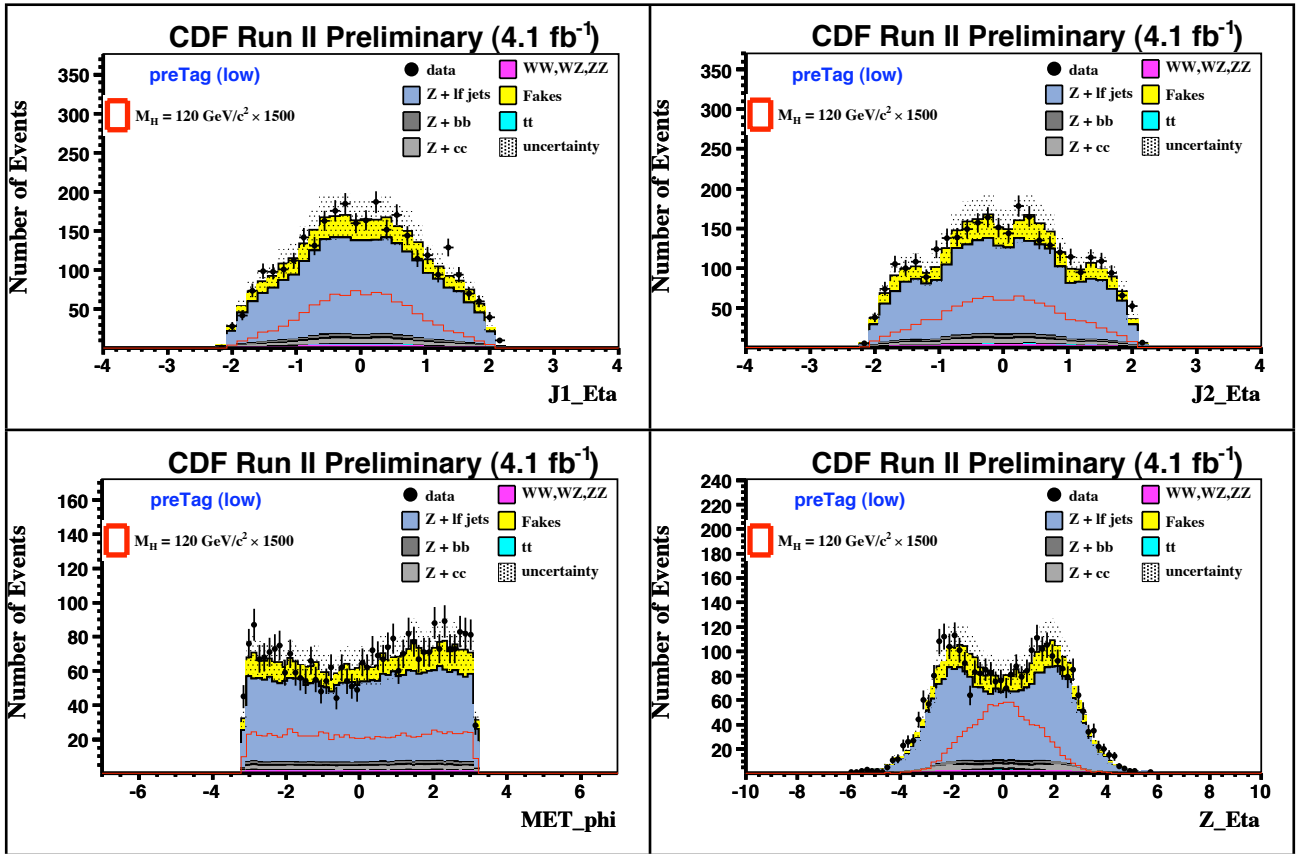 CDF Run II Preliminary (4.1 fb⁻¹)
Number of Events
350
300
250
200
150
100
50
preTag (low)
M_H = 120 GeV/c² × 1500
data
Z + lf jets
Z + bb
Z + cc
WW,WZ,ZZ
Fakes
tt
uncertainty
-4 -3 -2 -1 0 1 2 3 4
J1_Eta
CDF Run II Preliminary (4.1 fb⁻¹)
Number of Events
350
300
250
200
150
100
50
preTag (low)
M_H = 120 GeV/c² × 1500
data
Z + lf jets
Z + bb
Z + cc
WW,WZ,ZZ
Fakes
tt
uncertainty
-4 -3 -2 -1 0 1 2 3 4
J2_Eta
CDF Run II Preliminary (4.1 fb⁻¹)
Number of Events
160
140
120
100
80
60
40
20
preTag (low)
M_H = 120 GeV/c² × 1500
data
Z + lf jets
Z + bb
Z + cc
WW,WZ,ZZ
Fakes
tt
uncertainty
-6 -4 -2 0 2 4 6
MET_phi
CDF Run II Preliminary (4.1 fb⁻¹)
Number of Events
240
220
200
180
160
140
120
100
80
60
40
20
preTag (low)
M_H = 120 GeV/c² × 1500
data
Z + lf jets
Z + bb
Z + cc
WW,WZ,ZZ
Fakes
tt
uncertainty
-10 -8 -6 -4 -2 0 2 4 6 8 10
Z_Eta